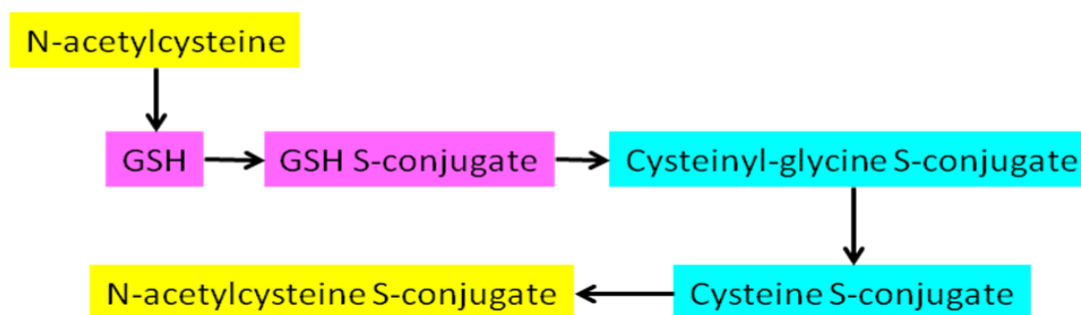 N-acetylcysteine
GSH
GSH S-conjugate
Cysteinyl-glycine S-conjugate
N-acetylcysteine S-conjugate
Cysteine S-conjugate